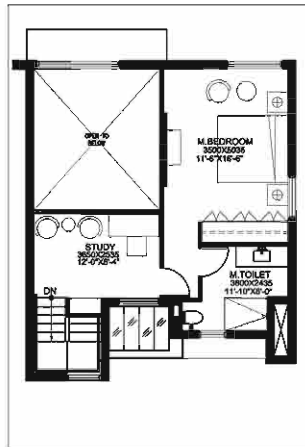 OPEN TO
BELOW
M.BEDROOM
3500X5035
11'-6"X16'-6"
STUDY
3650X2535
12'-0"X8'-4"
DN
M.TOILET
3600X2435
11'-10"X8'-0"